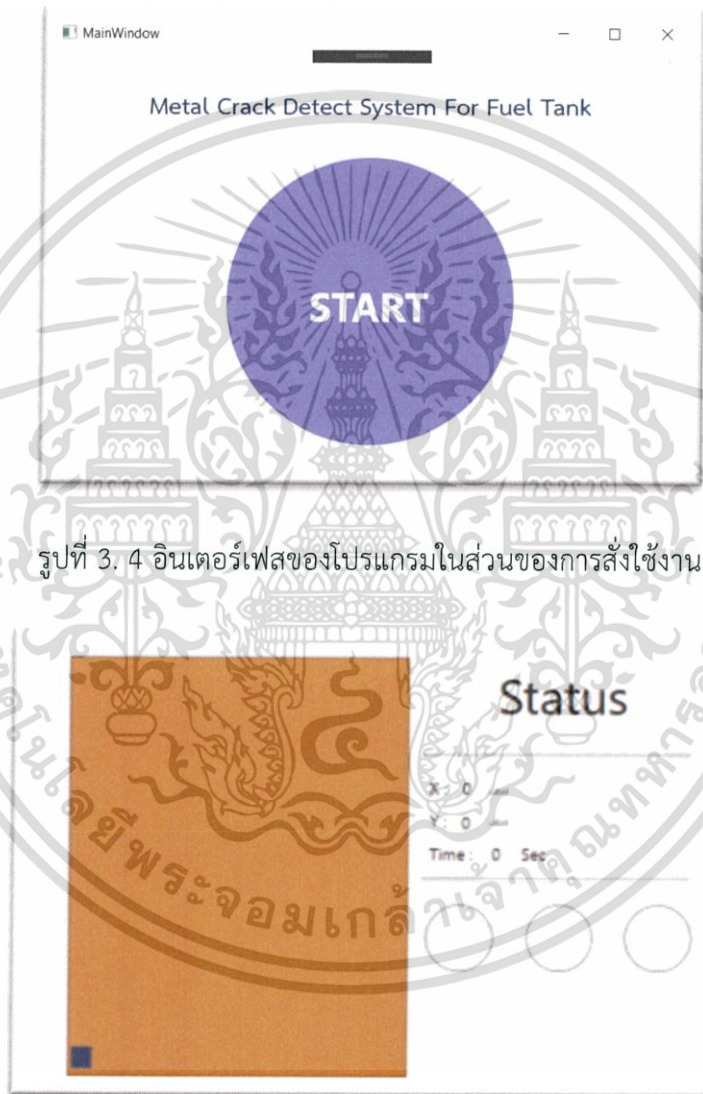 MainWindow
Metal Crack Detect System For Fuel Tank
START
รูปที่ 3. 4 อินเตอร์เฟสของโปรแกรมในส่วนของการสั่งใช้งาน
Status
X : 0
Y : 0
Time : 0 Sec